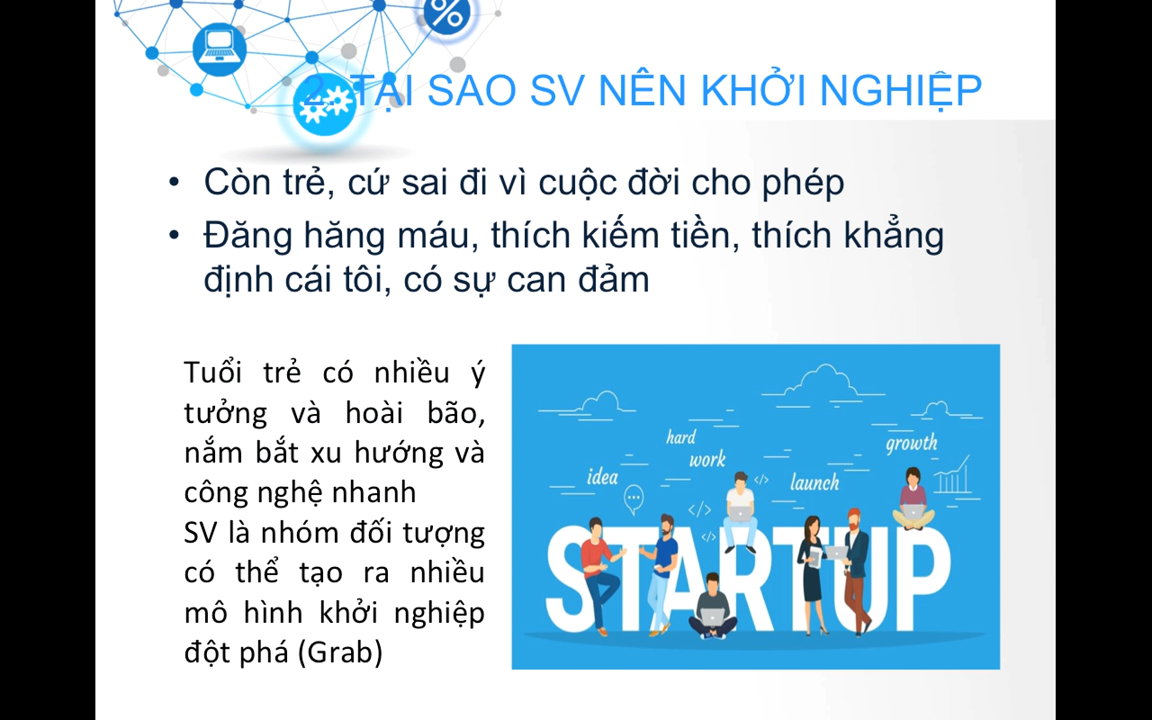 2. TẠI SAO SV NÊN KHỞI NGHIỆP
• Còn trẻ, cứ sai đi vì cuộc đời cho phép
• Đăng hăng máu, thích kiếm tiền, thích khẳng
định cái tôi, có sự can đảm
Tuổi trẻ có nhiều ý
tưởng và hoài bão,
nắm bắt xu hướng và
công nghệ nhanh
SV là nhóm đối tượng
có thể tạo ra nhiều
mô hình khởi nghiệp
đột phá (Grab)
idea
hard
work
launch
growth
</>
</>
</>
STARTUP
%